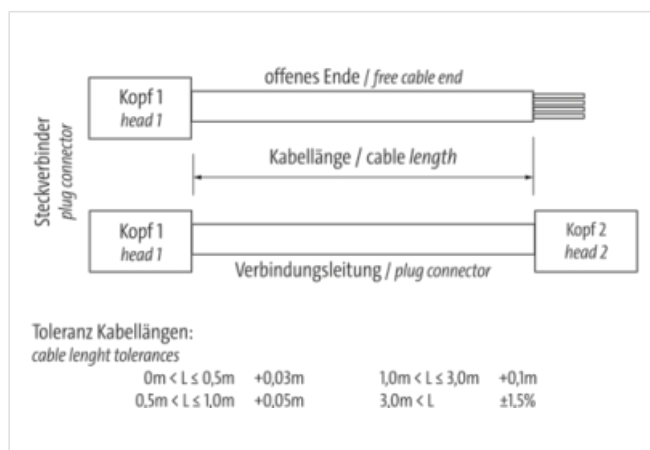 offenes Ende / free cable end
Kopf 1
head 1
Steckverbinder
plug connector
Kabellänge / cable length
Kopf 1
head 1
Kopf 2
head 2
Verbindungsleitung / plug connector
Toleranz Kabellängen:
cable lenght tolerances
0m < L ≤ 0,5m +0,03m 1,0m < L ≤ 3,0m +0,1m
0,5m < L ≤ 1,0m +0,05m 3,0m < L ±1,5%